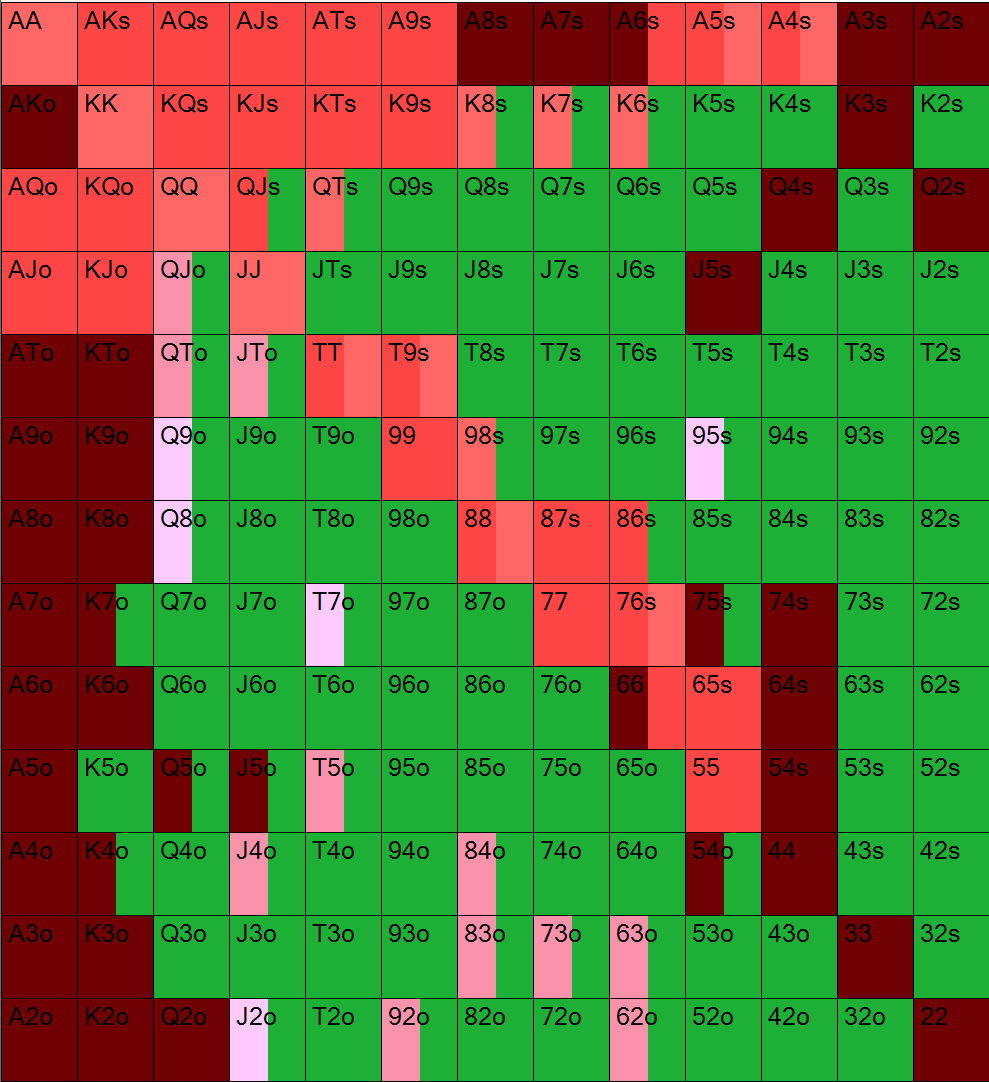 AA AKs AQs AJs ATs A9s A8s A7s A6s A5s A4s A3s A2s
AKo KK KQs KJs KTs K9s K8s K7s K6s K5s K4s K3s K2s
AQo KQo QQ QJs QTs Q9s Q8s Q7s Q6s Q5s Q4s Q3s Q2s
AJo KJo QJo JJ JTs J9s J8s J7s J6s J5s J4s J3s J2s
ATo KTo QTo JTo TT T9s T8s T7s T6s T5s T4s T3s T2s
A9o K9o Q9o J9o T9o 99 98s 97s 96s 95s 94s 93s 92s
A8o K8o Q8o J8o T8o 98o 88 87s 86s 85s 84s 83s 82s
A7o K7o Q7o J7o T7o 97o 87o 77 76s 75s 74s 73s 72s
A6o K6o Q6o J6o T6o 96o 86o 76o 66 65s 64s 63s 62s
A5o K5o Q5o J5o T5o 95o 85o 75o 65o 55 54s 53s 52s
A4o K4o Q4o J4o T4o 94o 84o 74o 64o 54o 44 43s 42s
A3o K3o Q3o J3o T3o 93o 83o 73o 63o 53o 43o 33 32s
A2o K2o Q2o J2o T2o 92o 82o 72o 62o 52o 42o 32o 22